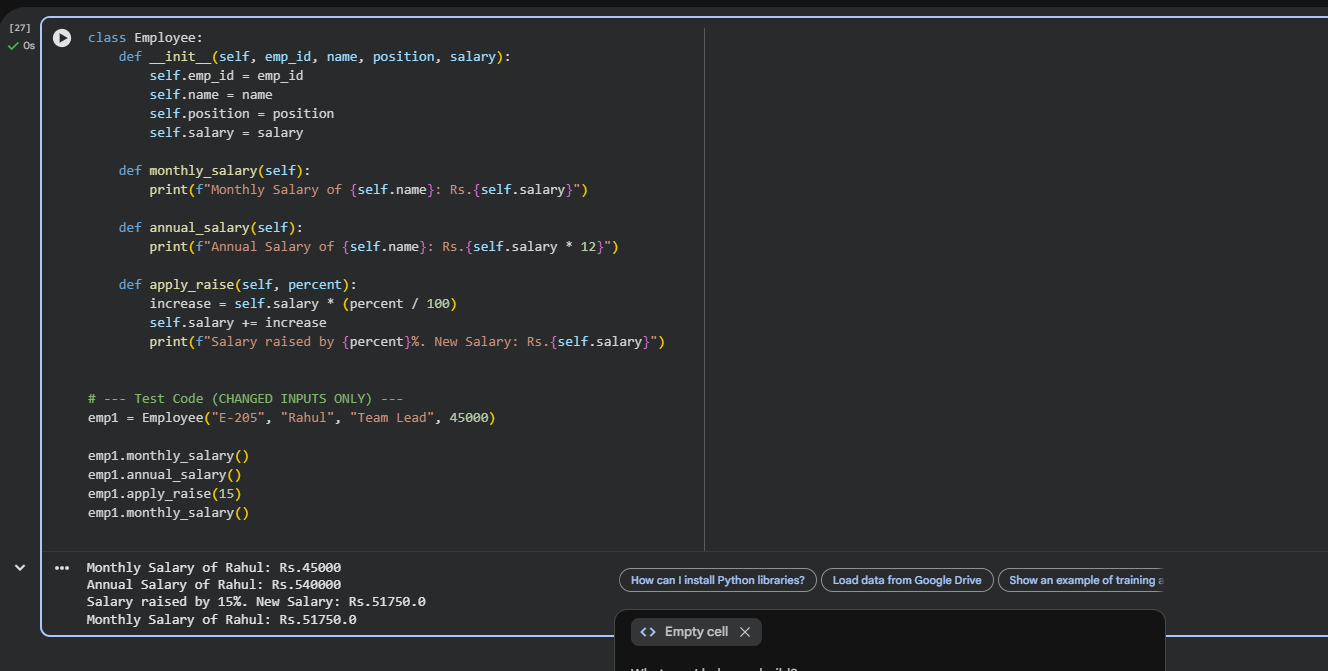 [27]
0s
class Employee:
    def __init__(self, emp_id, name, position, salary):
        self.emp_id = emp_id
        self.name = name
        self.position = position
        self.salary = salary

    def monthly_salary(self):
        print(f"Monthly Salary of {self.name}: Rs.{self.salary}")

    def annual_salary(self):
        print(f"Annual Salary of {self.name}: Rs.{self.salary * 12}")

    def apply_raise(self, percent):
        increase = self.salary * (percent / 100)
        self.salary += increase
        print(f"Salary raised by {percent}%. New Salary: Rs.{self.salary}")

# --- Test Code (CHANGED INPUTS ONLY) ---
emp1 = Employee("E-205", "Rahul", "Team Lead", 45000)

emp1.monthly_salary()
emp1.annual_salary()
emp1.apply_raise(15)
emp1.monthly_salary()

Monthly Salary of Rahul: Rs.45000
Annual Salary of Rahul: Rs.540000
Salary raised by 15%. New Salary: Rs.51750.0
Monthly Salary of Rahul: Rs.51750.0
How can I install Python libraries?
Load data from Google Drive
Show an example of training
Empty cell